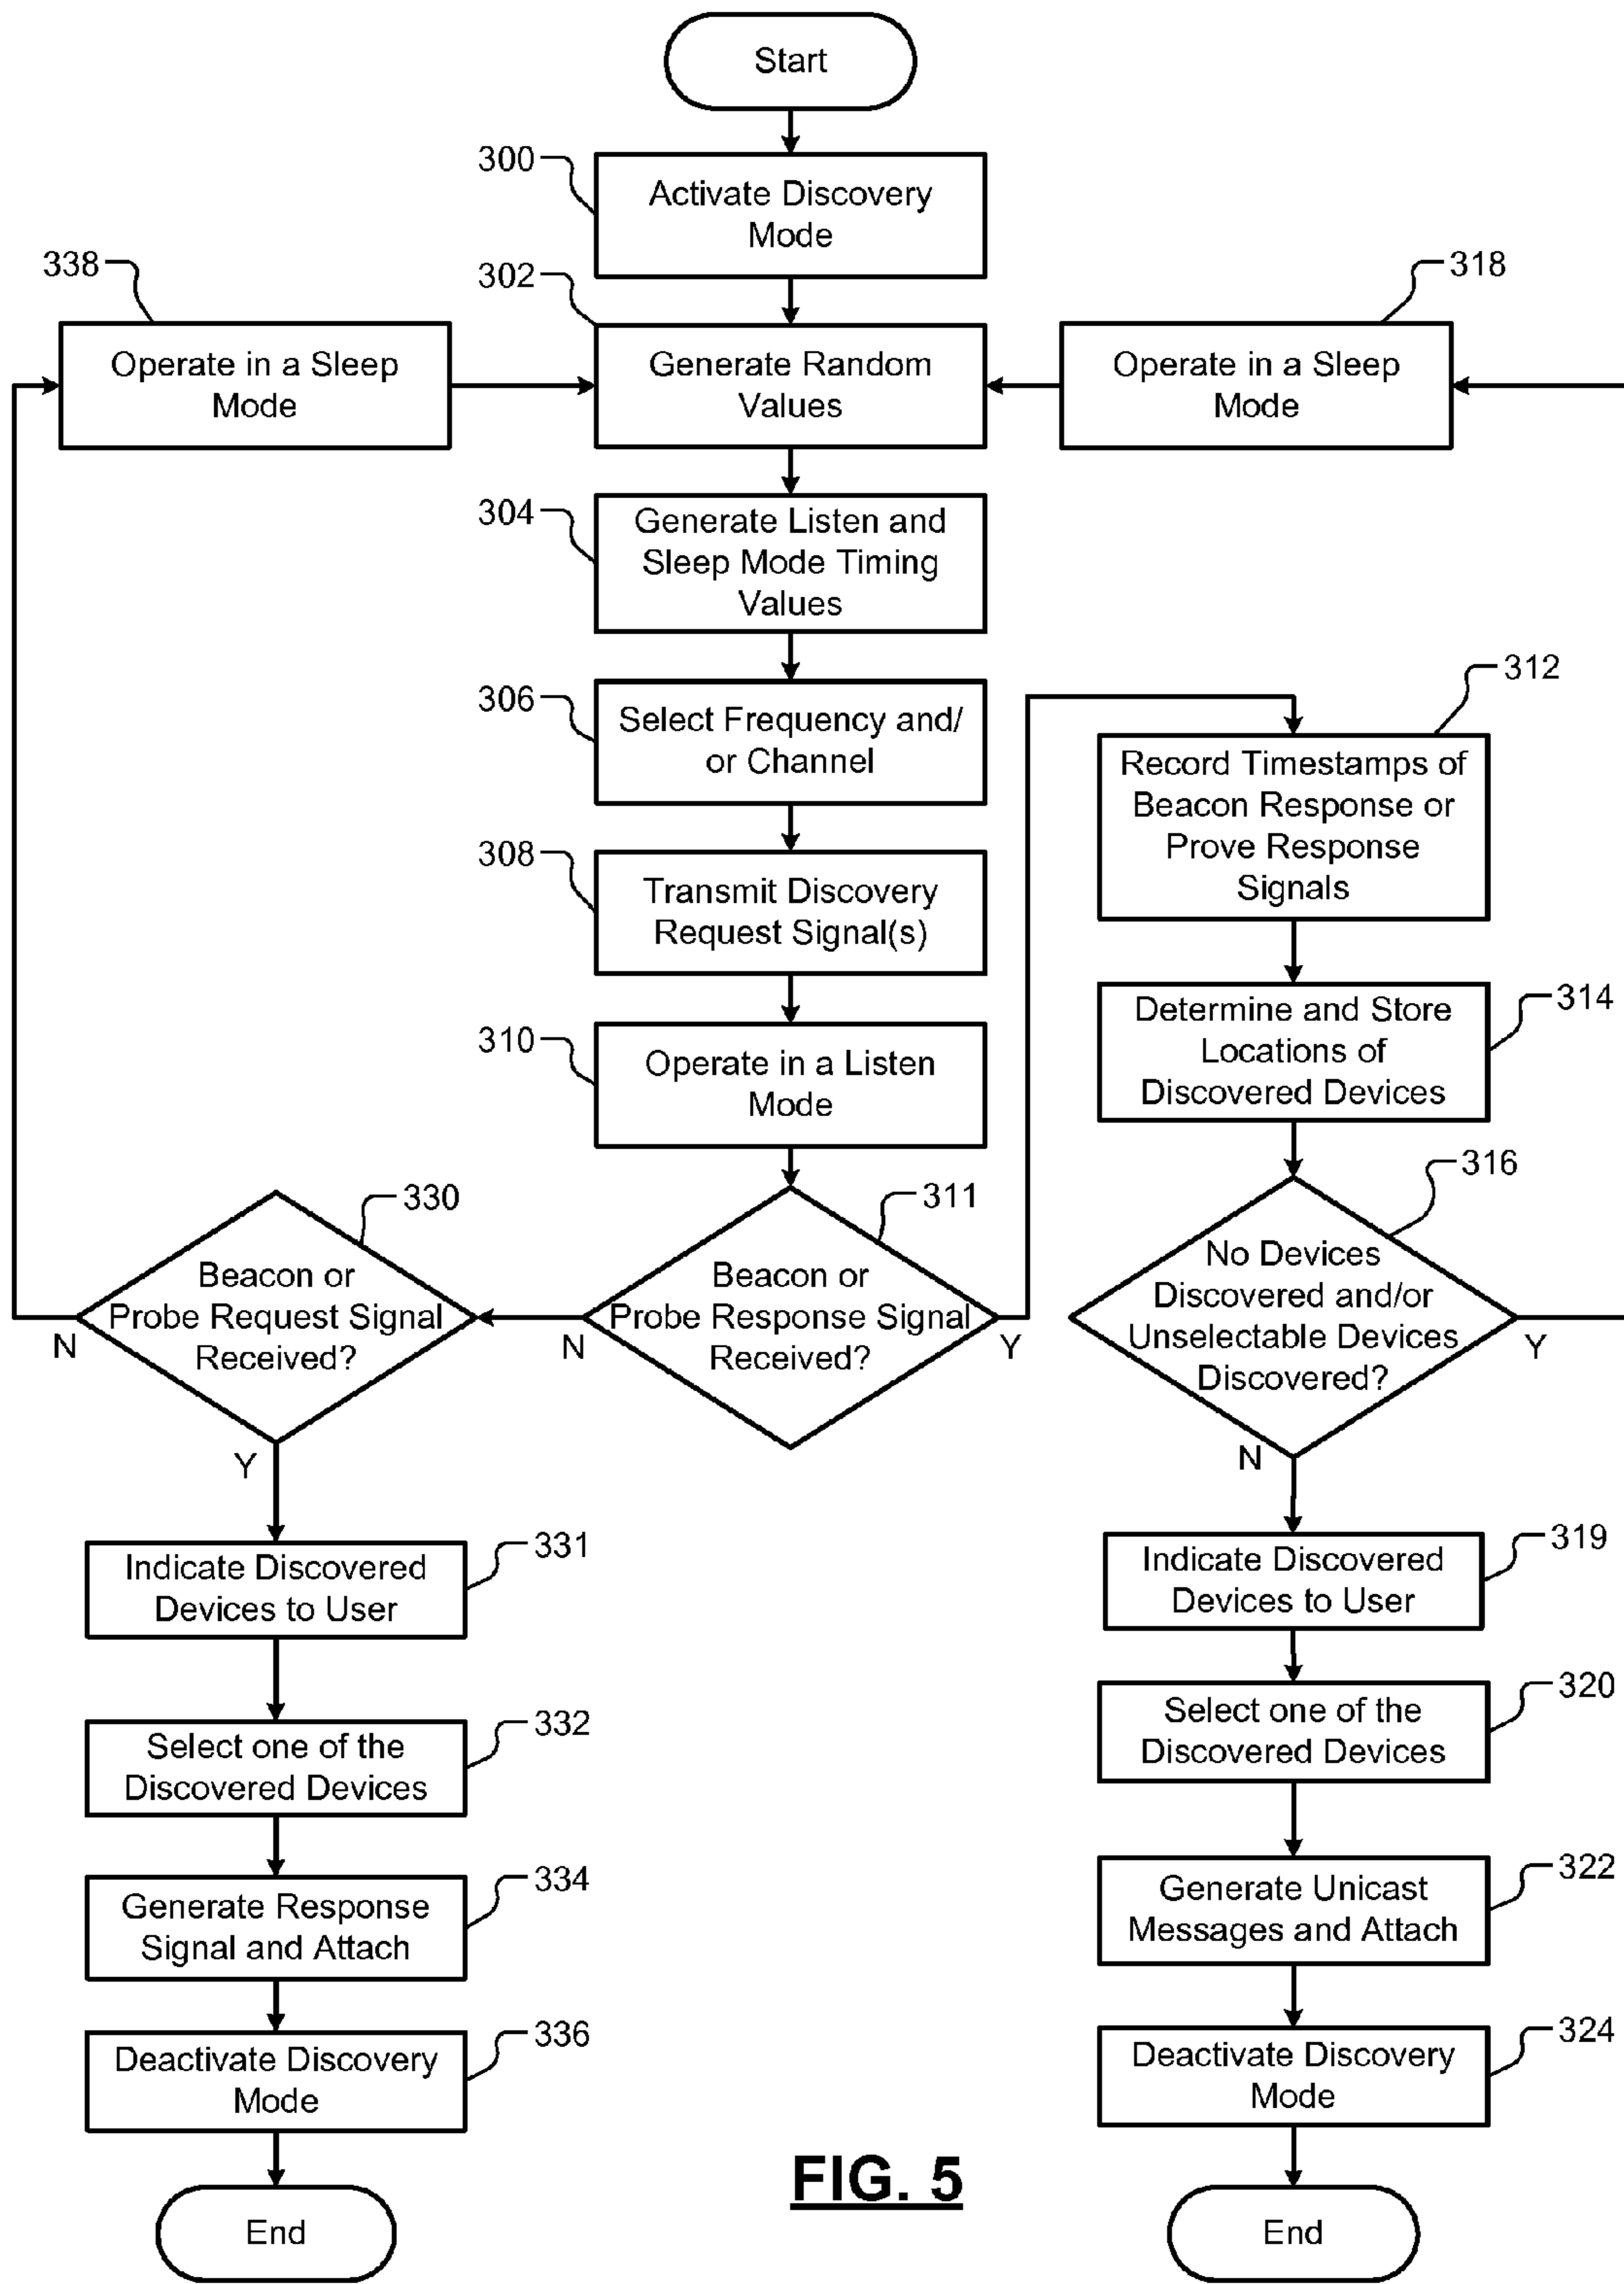 Start
300
Activate Discovery
Mode
338
302
318
Operate in a Sleep
Mode
Generate Random
Values
Operate in a Sleep
Mode
304
Generate Listen and
Sleep Mode Timing
Values
306
Select Frequency and/
or Channel
312
Record Timestamps of
Beacon Response or
Prove Response
Signals
308
Transmit Discovery
Request Signal(s)
314
Determine and Store
Locations of
Discovered Devices
310
Operate in a Listen
Mode
330
Beacon or
Probe Request Signal
Received?
N
Y
311
Beacon or
Probe Response Signal
Received?
N
Y
316
No Devices
Discovered and/or
Unselectable Devices
Discovered?
Y
N
331
Indicate Discovered
Devices to User
332
Select one of the
Discovered Devices
334
Generate Response
Signal and Attach
336
Deactivate Discovery
Mode
End
319
Indicate Discovered
Devices to User
320
Select one of the
Discovered Devices
322
Generate Unicast
Messages and Attach
324
Deactivate Discovery
Mode
End
FIG. 5